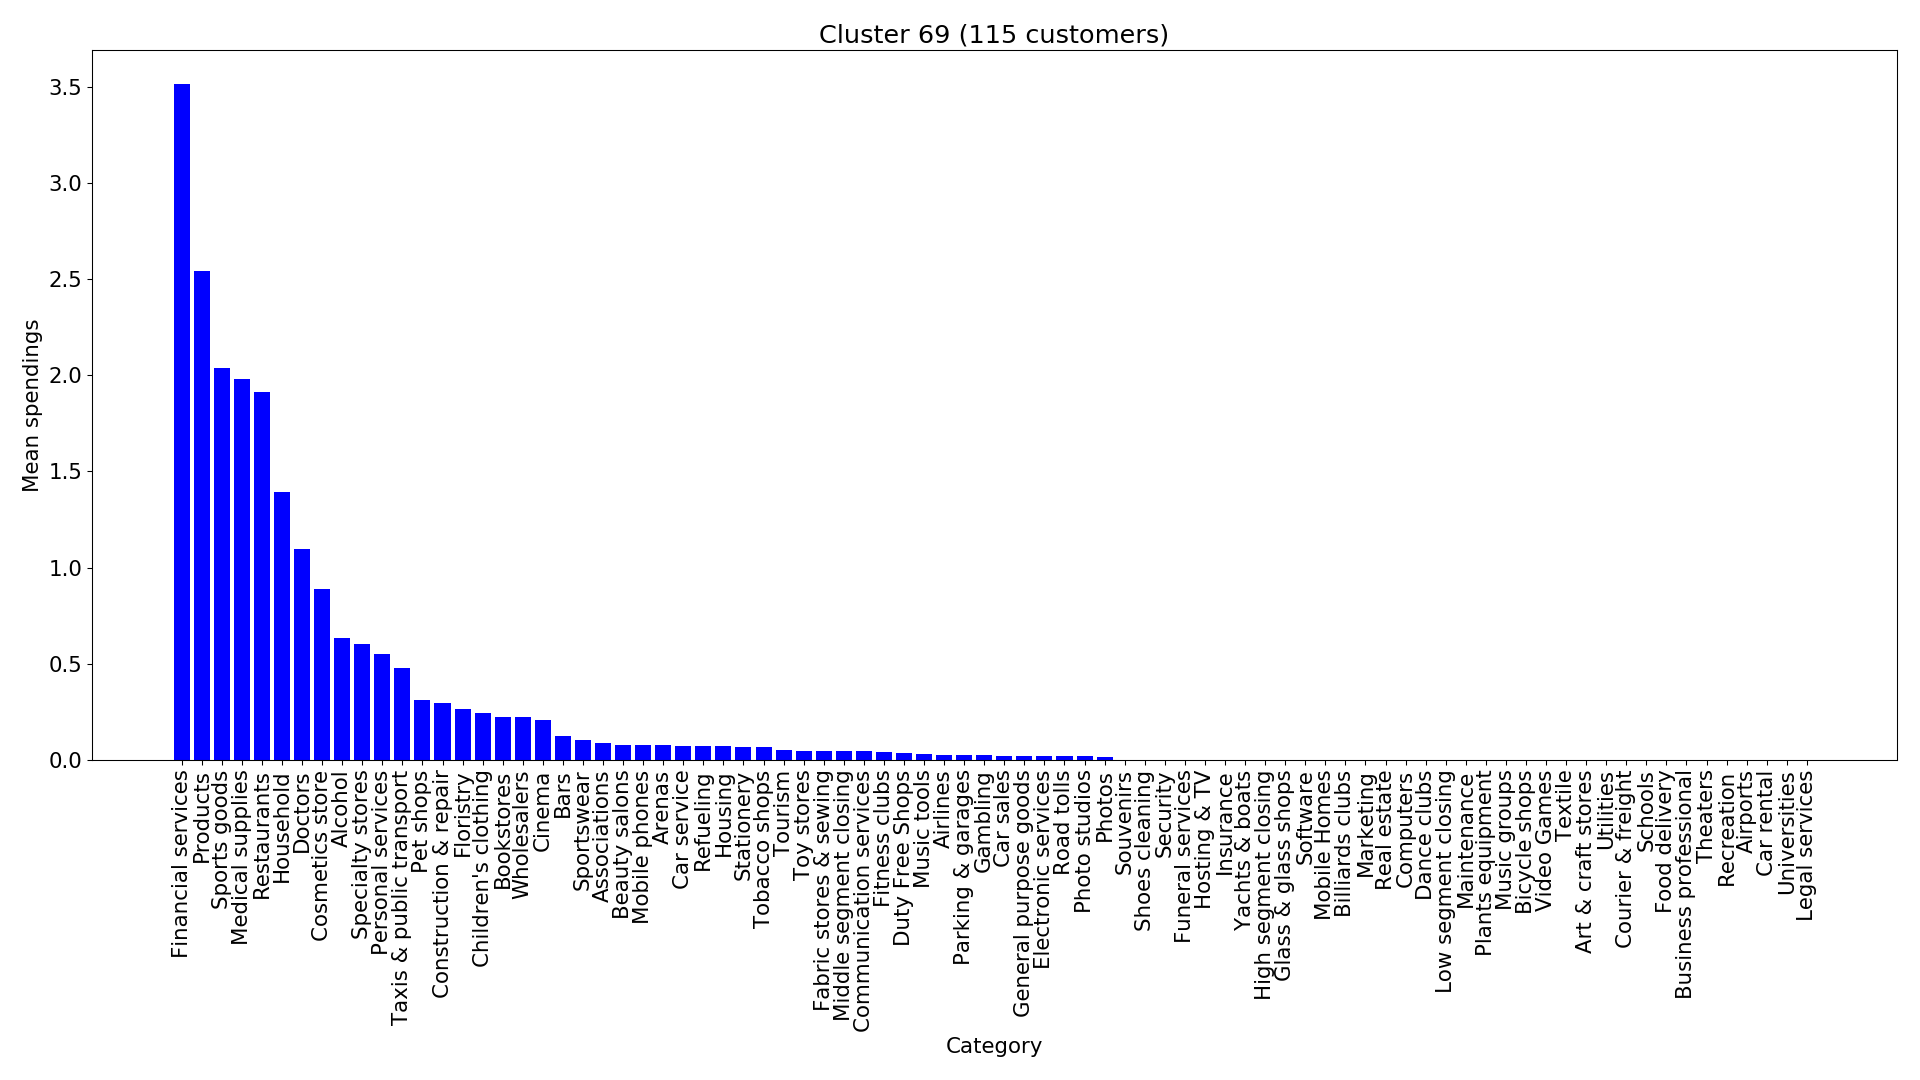 Cluster 69 (115 customers)
Mean spendings
3.5
3.0
2.5
2.0
1.5
1.0
0.5
0.0
Financial services
Products
Sports goods
Medical supplies
Restaurants
Household
Doctors
Cosmetics store
Alcohol
Specialty stores
Personal services
Taxis & public transport
Pet shops
Construction & repair
Floristry
Children's clothing
Bookstores
Wholesalers
Cinema
Bars
Sportswear
Associations
Beauty salons
Mobile phones
Arenas
Car service
Refueling
Housing
Stationery
Tobacco shops
Tourism
Toy stores
Fabric stores & sewing
Middle segment closing
Communication services
Fitness clubs
Duty Free Shops
Music tools
Airlines
Parking & garages
Gambling
Car sales
General purpose goods
Electronic services
Road tolls
Photo studios
Photos
Souvenirs
Shoes cleaning
Security
Funeral services
Hosting & TV
Insurance
Yachts & boats
High segment closing
Glass & glass shops
Software
Mobile Homes
Billiards clubs
Marketing
Real estate
Computers
Dance clubs
Low segment closing
Maintenance
Plants equipment
Music groups
Bicycle shops
Video Games
Textile
Art & craft stores
Utilities
Courier & freight
Schools
Food delivery
Business professional
Theaters
Recreation
Airports
Car rental
Universities
Legal services
Category